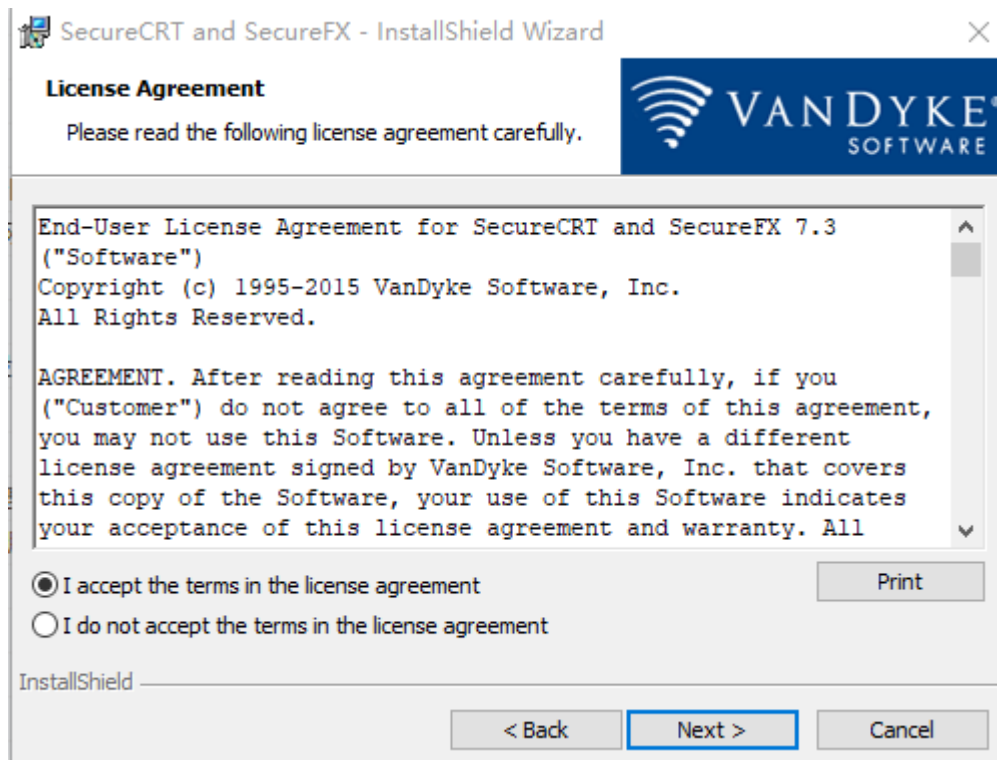 SecureCRT and SecureFX - InstallShield Wizard
License Agreement
Please read the following license agreement carefully.
VANDYKE®
SOFTWARE
End-User License Agreement for SecureCRT and SecureFX 7.3
("Software")
Copyright (c) 1995-2015 VanDyke Software, Inc.
All Rights Reserved.
AGREEMENT. After reading this agreement carefully, if you
("Customer") do not agree to all of the terms of this agreement,
you may not use this Software. Unless you have a different
license agreement signed by VanDyke Software, Inc. that covers
this copy of the Software, your use of this Software indicates
your acceptance of this license agreement and warranty. All
I accept the terms in the license agreement
Print
I do not accept the terms in the license agreement
InstallShield
< Back
Next >
Cancel